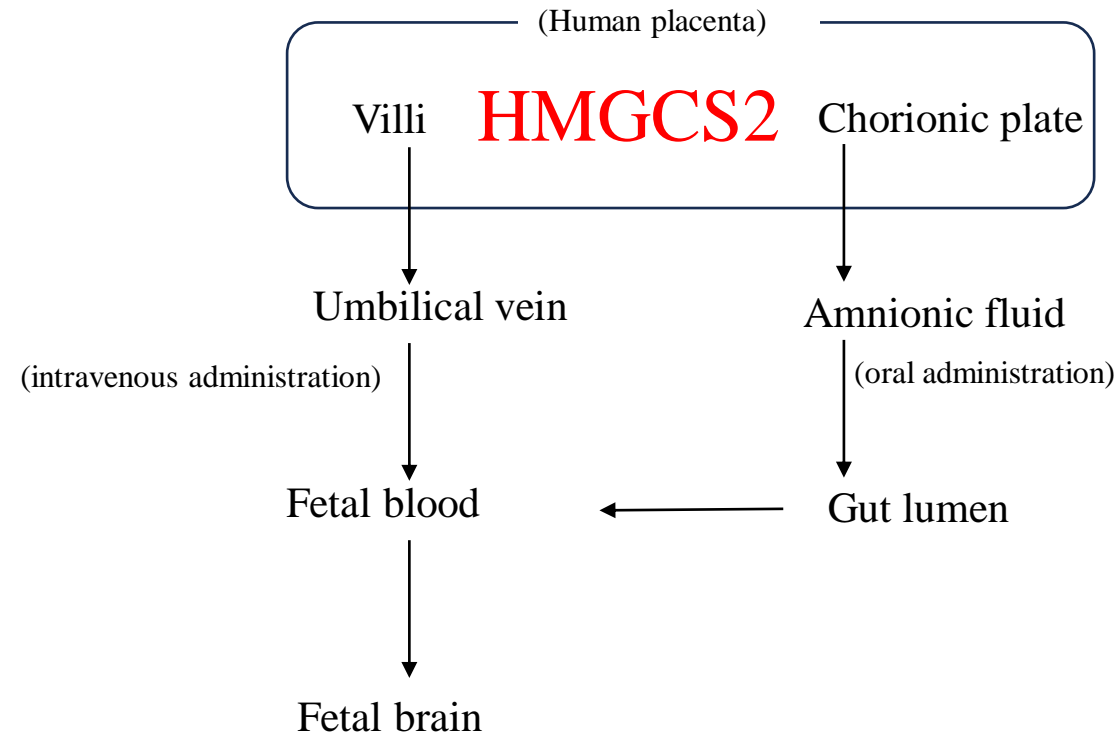 (Human placenta)
Villi HMGCS2 Chorionic plate
Umbilical vein Amnionic fluid
(intravenous administration) (oral administration)
Fetal blood Gut lumen
Fetal brain